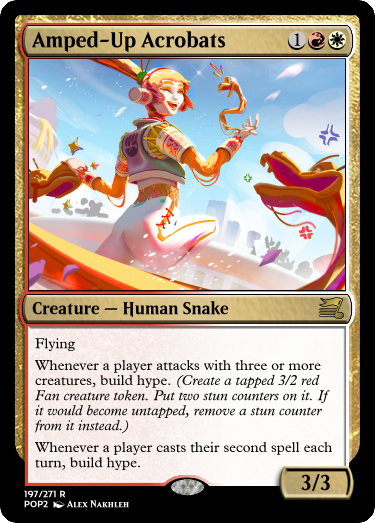 Amped-Up Acrobats 1
Creature — Human Snake
Flying
Whenever a player attacks with three or more
creatures, build hype. (Create a tapped 3/2 red
Fan creature token. Put two stun counters on it. If
it would become untapped, remove a stun counter
from it instead.)
Whenever a player casts their second spell each
turn, build hype.
3/3
197/271 R
POP2 Alex Nakhleh